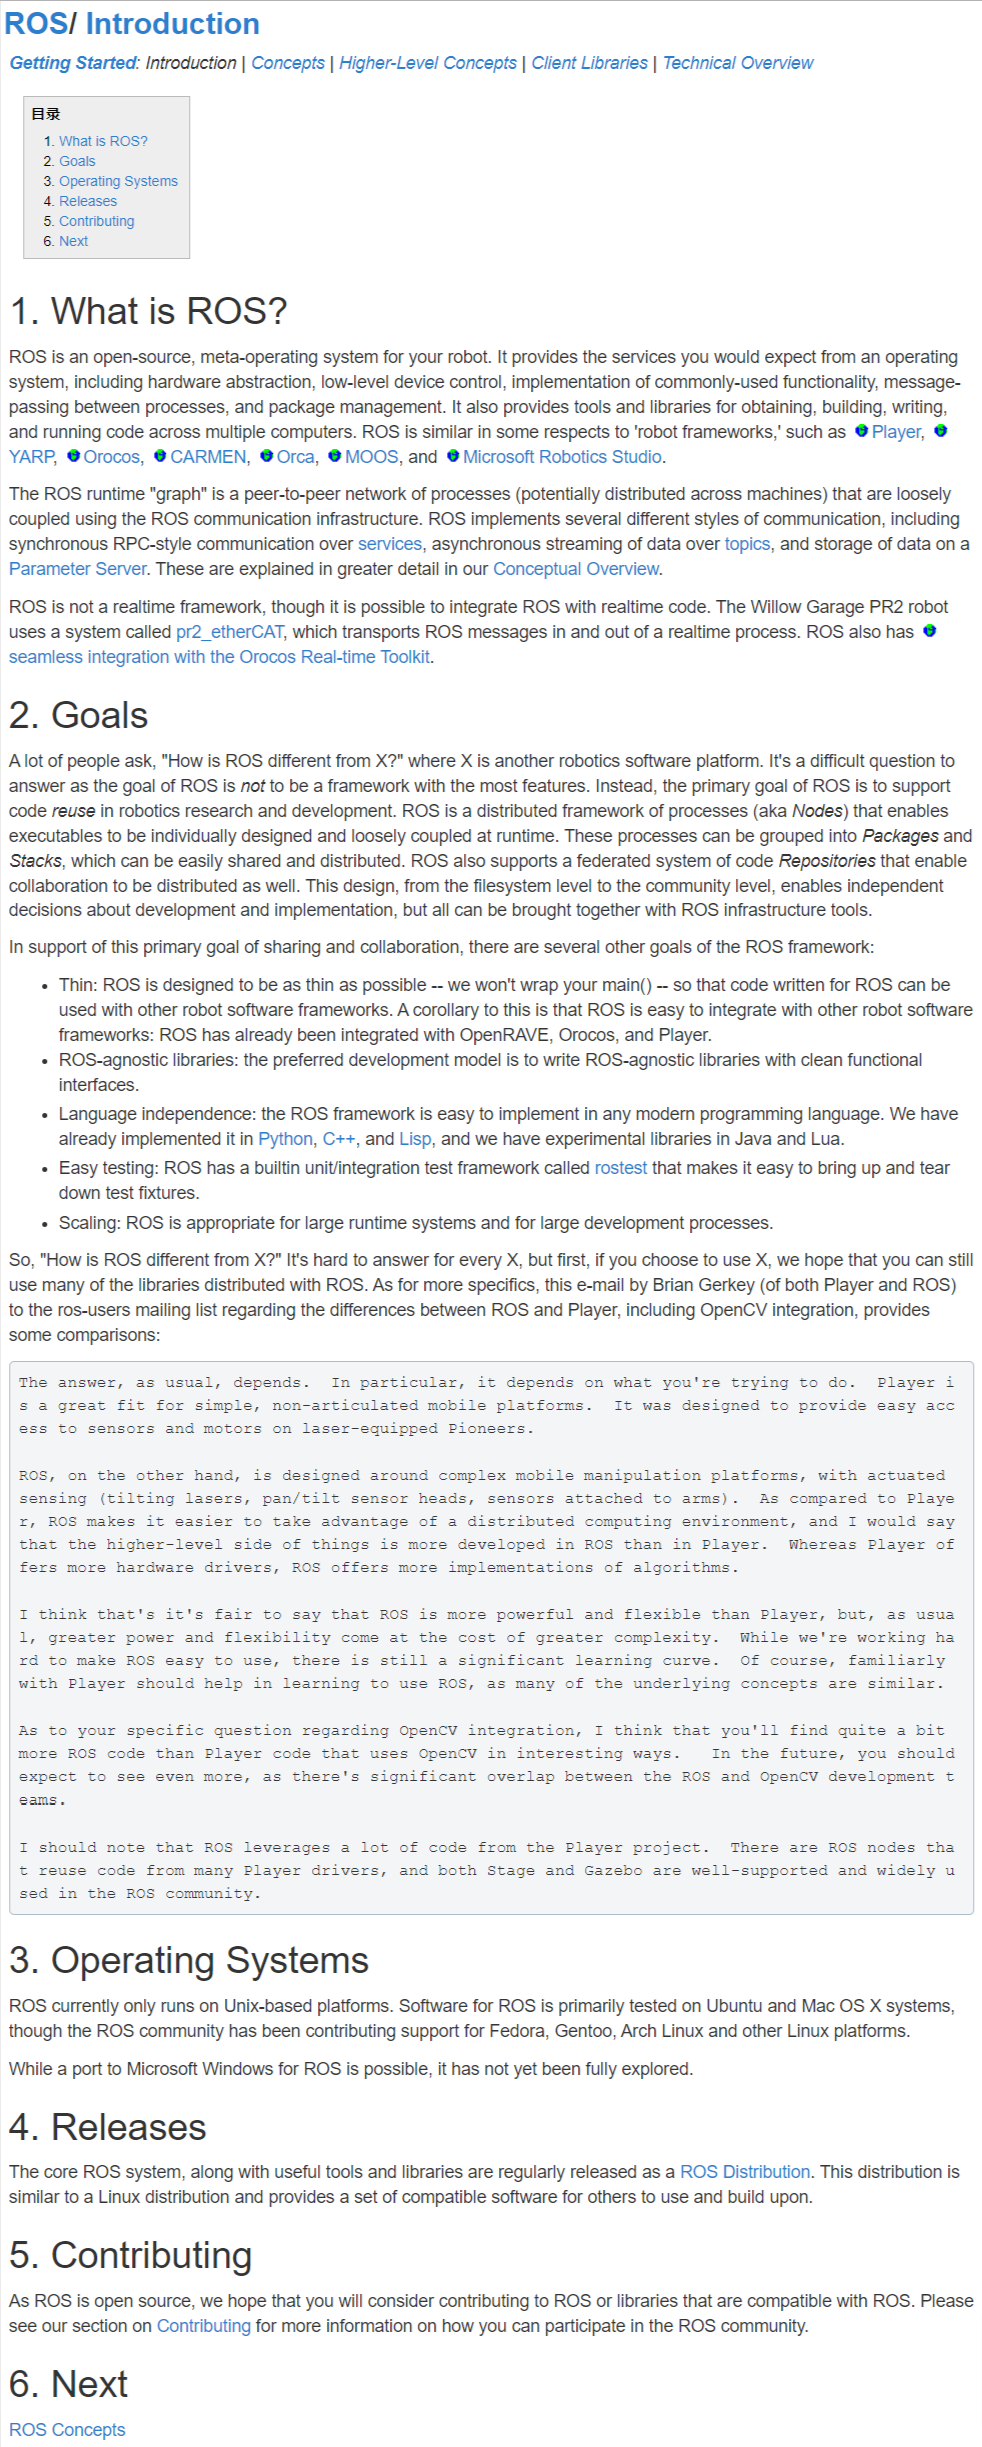 ROS/ Introduction
Getting Started: Introduction | Concepts | Higher-Level Concepts | Client Libraries | Technical Overview
目录
1. What is ROS?
2. Goals
3. Operating Systems
4. Releases
5. Contributing
6. Next
1. What is ROS?
ROS is an open-source, meta-operating system for your robot. It provides the services you would expect from an operating
system, including hardware abstraction, low-level device control, implementation of commonly-used functionality, message-
passing between processes, and package management. It also provides tools and libraries for obtaining, building, writing,
and running code across multiple computers. ROS is similar in some respects to 'robot frameworks,' such as Player,
YARP, Orocos, CARMEN, Orca, MOOS, and Microsoft Robotics Studio.
The ROS runtime "graph" is a peer-to-peer network of processes (potentially distributed across machines) that are loosely
coupled using the ROS communication infrastructure. ROS implements several different styles of communication, including
synchronous RPC-style communication over services, asynchronous streaming of data over topics, and storage of data on a
Parameter Server. These are explained in greater detail in our Conceptual Overview.
ROS is not a realtime framework, though it is possible to integrate ROS with realtime code. The Willow Garage PR2 robot
uses a system called pr2_etherCAT, which transports ROS messages in and out of a realtime process. ROS also has
seamless integration with the Orocos Real-time Toolkit.
2. Goals
A lot of people ask, "How is ROS different from X?" where X is another robotics software platform. It's a difficult question to
answer as the goal of ROS is not to be a framework with the most features. Instead, the primary goal of ROS is to support
code reuse in robotics research and development. ROS is a distributed framework of processes (aka Nodes) that enables
executables to be individually designed and loosely coupled at runtime. These processes can be grouped into Packages and
Stacks, which can be easily shared and distributed. ROS also supports a federated system of code Repositories that enable
collaboration to be distributed as well. This design, from the filesystem level to the community level, enables independent
decisions about development and implementation, but all can be brought together with ROS infrastructure tools.
In support of this primary goal of sharing and collaboration, there are several other goals of the ROS framework:
• Thin: ROS is designed to be as thin as possible -- we won't wrap your main() -- so that code written for ROS can be
used with other robot software frameworks. A corollary to this is that ROS is easy to integrate with other robot software
frameworks: ROS has already been integrated with OpenRAVE, Orocos, and Player.
• ROS-agnostic libraries: the preferred development model is to write ROS-agnostic libraries with clean functional
interfaces.
• Language independence: the ROS framework is easy to implement in any modern programming language. We have
already implemented it in Python, C++, and Lisp, and we have experimental libraries in Java and Lua.
• Easy testing: ROS has a builtin unit/integration test framework called rostest that makes it easy to bring up and tear
down test fixtures.
• Scaling: ROS is appropriate for large runtime systems and for large development processes.
So, "How is ROS different from X?" It's hard to answer for every X, but first, if you choose to use X, we hope that you can still
use many of the libraries distributed with ROS. As for more specifics, this e-mail by Brian Gerkey (of both Player and ROS)
to the ros-users mailing list regarding the differences between ROS and Player, including OpenCV integration, provides
some comparisons:
The answer, as usual, depends.  In particular, it depends on what you're trying to do.  Player i
s a great fit for simple, non-articulated mobile platforms.  It was designed to provide easy acc
ess to sensors and motors on laser-equipped Pioneers.
ROS, on the other hand, is designed around complex mobile manipulation platforms, with actuated
sensing (tilting lasers, pan/tilt sensor heads, sensors attached to arms).  As compared to Playe
r, ROS makes it easier to take advantage of a distributed computing environment, and I would say
that the higher-level side of things is more developed in ROS than in Player.  Whereas Player of
fers more hardware drivers, ROS offers more implementations of algorithms.
I think that's it's fair to say that ROS is more powerful and flexible than Player, but, as usua
l, greater power and flexibility come at the cost of greater complexity.  While we're working ha
rd to make ROS easy to use, there is still a significant learning curve.  Of course, familiarly
with Player should help in learning to use ROS, as many of the underlying concepts are similar.
As to your specific question regarding OpenCV integration, I think that you'll find quite a bit
more ROS code than Player code that uses OpenCV in interesting ways.   In the future, you should
expect to see even more, as there's significant overlap between the ROS and OpenCV development t
eams.
I should note that ROS leverages a lot of code from the Player project.  There are ROS nodes tha
t reuse code from many Player drivers, and both Stage and Gazebo are well-supported and widely u
sed in the ROS community.
3. Operating Systems
ROS currently only runs on Unix-based platforms. Software for ROS is primarily tested on Ubuntu and Mac OS X systems,
though the ROS community has been contributing support for Fedora, Gentoo, Arch Linux and other Linux platforms.
While a port to Microsoft Windows for ROS is possible, it has not yet been fully explored.
4. Releases
The core ROS system, along with useful tools and libraries are regularly released as a ROS Distribution. This distribution is
similar to a Linux distribution and provides a set of compatible software for others to use and build upon.
5. Contributing
As ROS is open source, we hope that you will consider contributing to ROS or libraries that are compatible with ROS. Please
see our section on Contributing for more information on how you can participate in the ROS community.
6. Next
ROS Concepts